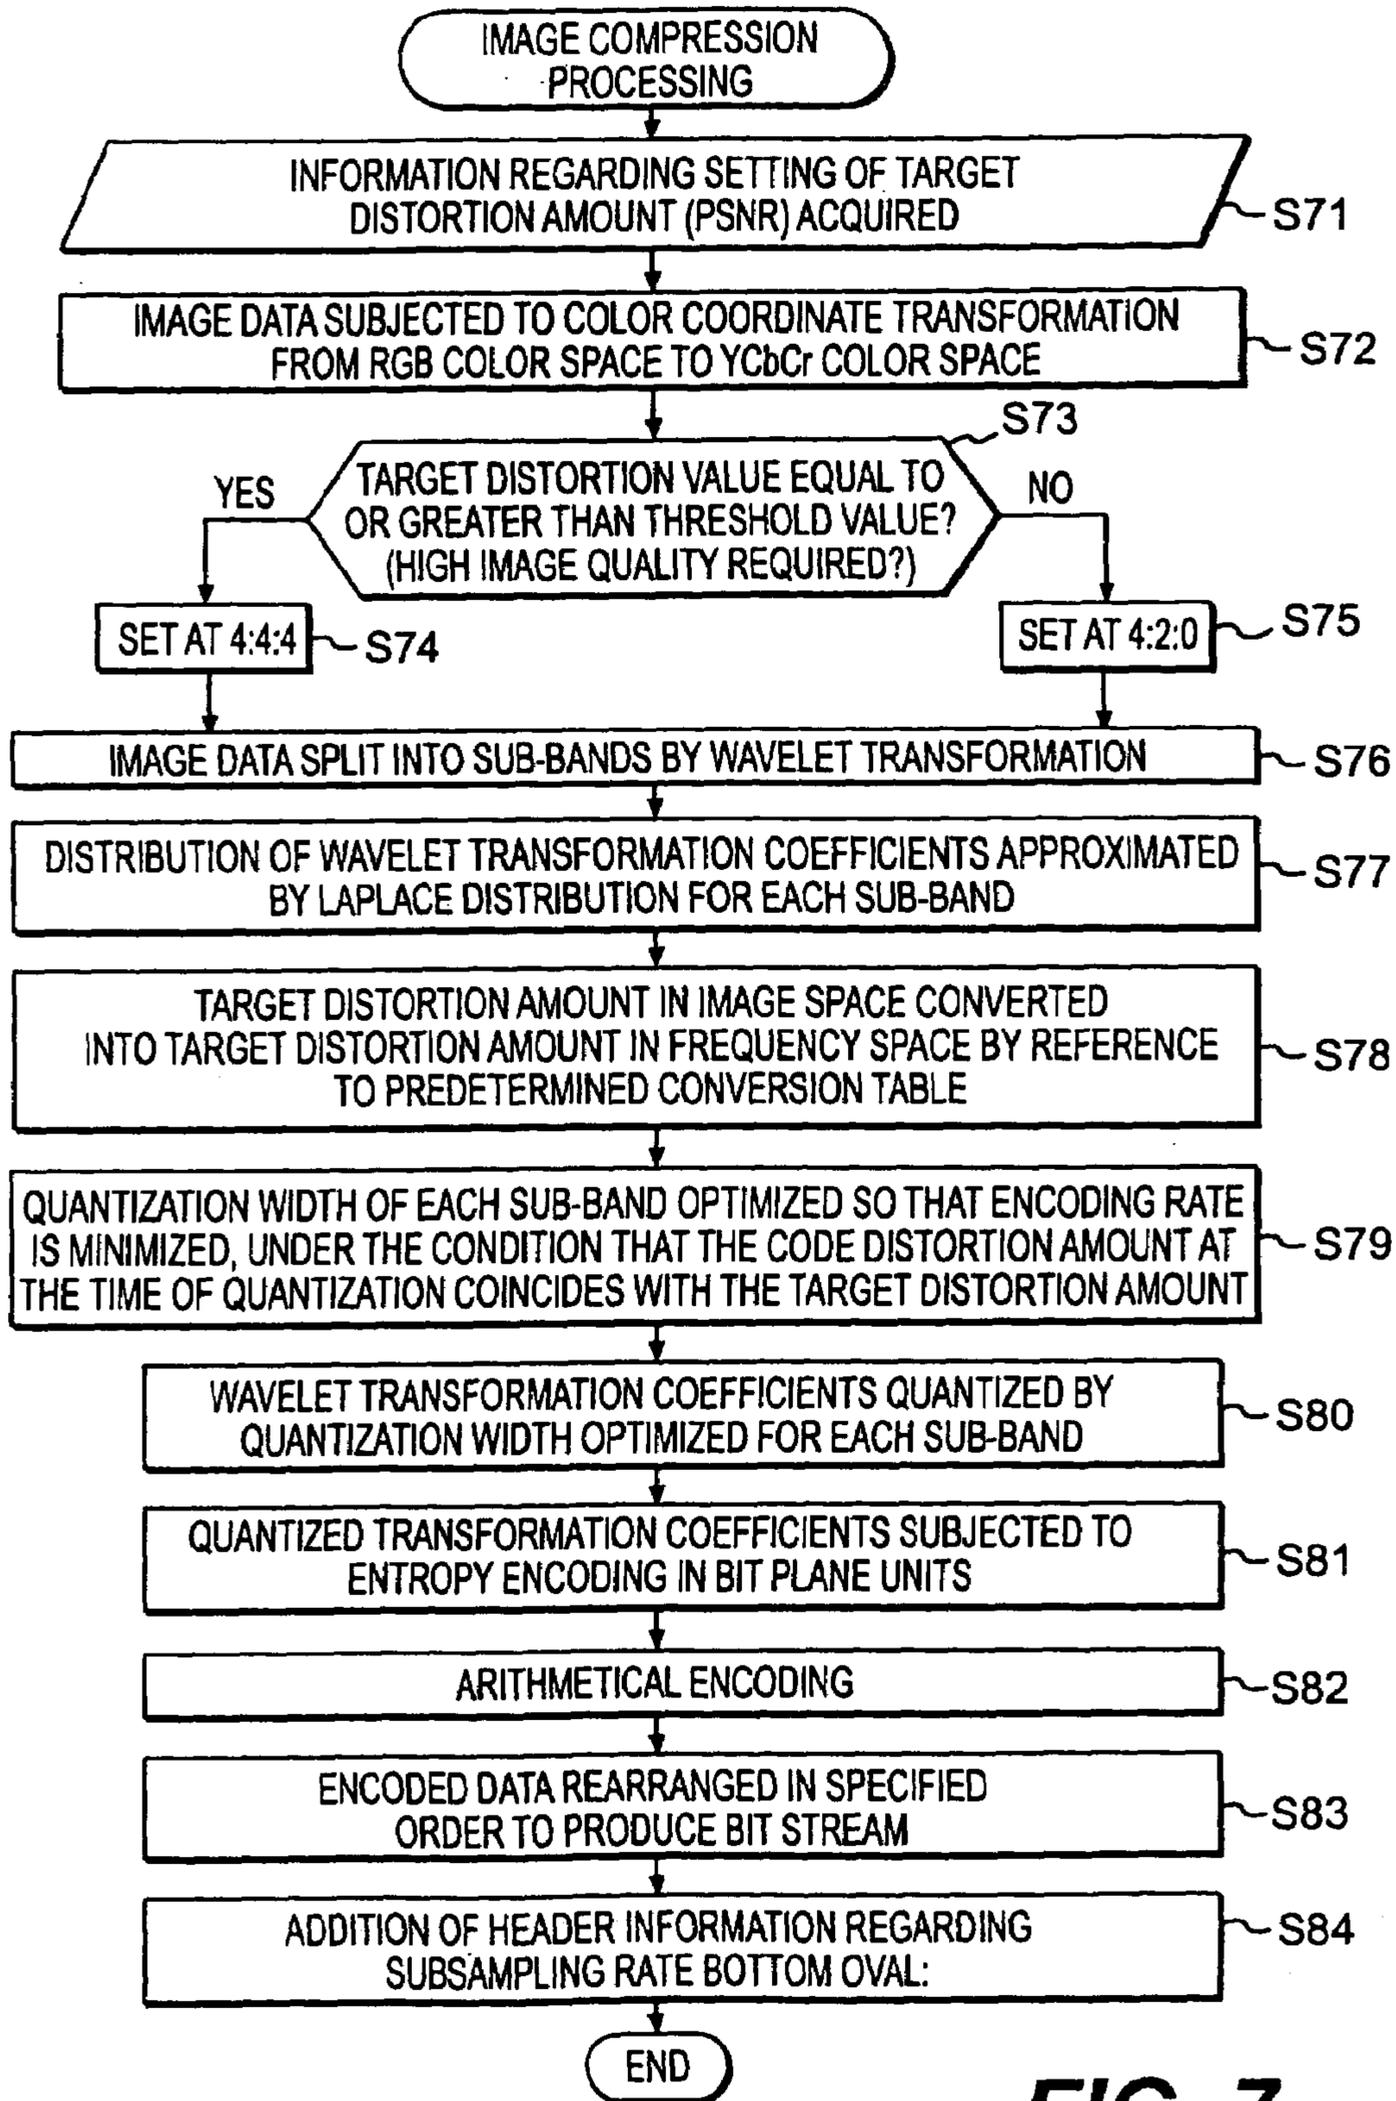 IMAGE COMPRESSION
PROCESSING
INFORMATION REGARDING SETTING OF TARGET
DISTORTION AMOUNT (PSNR) ACQUIRED
S71
IMAGE DATA SUBJECTED TO COLOR COORDINATE TRANSFORMATION
FROM RGB COLOR SPACE TO YCbCr COLOR SPACE
S72
S73
TARGET DISTORTION VALUE EQUAL TO
OR GREATER THAN THRESHOLD VALUE?
(HIGH IMAGE QUALITY REQUIRED?)
YES
NO
SET AT 4:4:4
S74
SET AT 4:2:0
S75
IMAGE DATA SPLIT INTO SUB-BANDS BY WAVELET TRANSFORMATION
S76
DISTRIBUTION OF WAVELET TRANSFORMATION COEFFICIENTS APPROXIMATED
BY LAPLACE DISTRIBUTION FOR EACH SUB-BAND
S77
TARGET DISTORTION AMOUNT IN IMAGE SPACE CONVERTED
INTO TARGET DISTORTION AMOUNT IN FREQUENCY SPACE BY REFERENCE
TO PREDETERMINED CONVERSION TABLE
S78
QUANTIZATION WIDTH OF EACH SUB-BAND OPTIMIZED SO THAT ENCODING RATE
IS MINIMIZED, UNDER THE CONDITION THAT THE CODE DISTORTION AMOUNT AT
THE TIME OF QUANTIZATION COINCIDES WITH THE TARGET DISTORTION AMOUNT
S79
WAVELET TRANSFORMATION COEFFICIENTS QUANTIZED BY
QUANTIZATION WIDTH OPTIMIZED FOR EACH SUB-BAND
S80
QUANTIZED TRANSFORMATION COEFFICIENTS SUBJECTED TO
ENTROPY ENCODING IN BIT PLANE UNITS
S81
ARITHMETICAL ENCODING
S82
ENCODED DATA REARRANGED IN SPECIFIED
ORDER TO PRODUCE BIT STREAM
S83
ADDITION OF HEADER INFORMATION REGARDING
SUBSAMPLING RATE BOTTOM OVAL:
S84
END